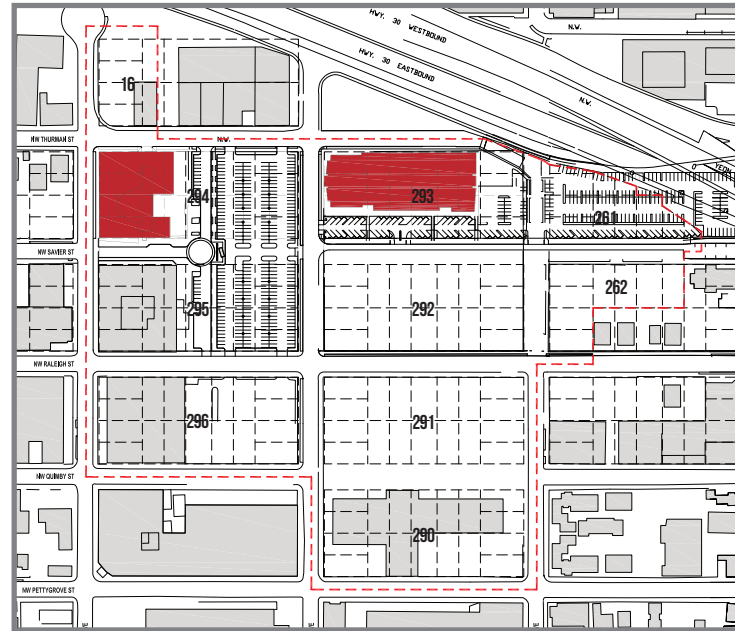 HWY. 30 WESTBOUND
N.W.
HWY. 30 EASTBOUND
16
N.W.
NW THURMAN ST
N.W.
YEON
294
293
261
NW SAVIER ST
295
292
262
NW RALEIGH ST
296
291
NW QUIMBY ST
290
NW PETTYGROVE ST